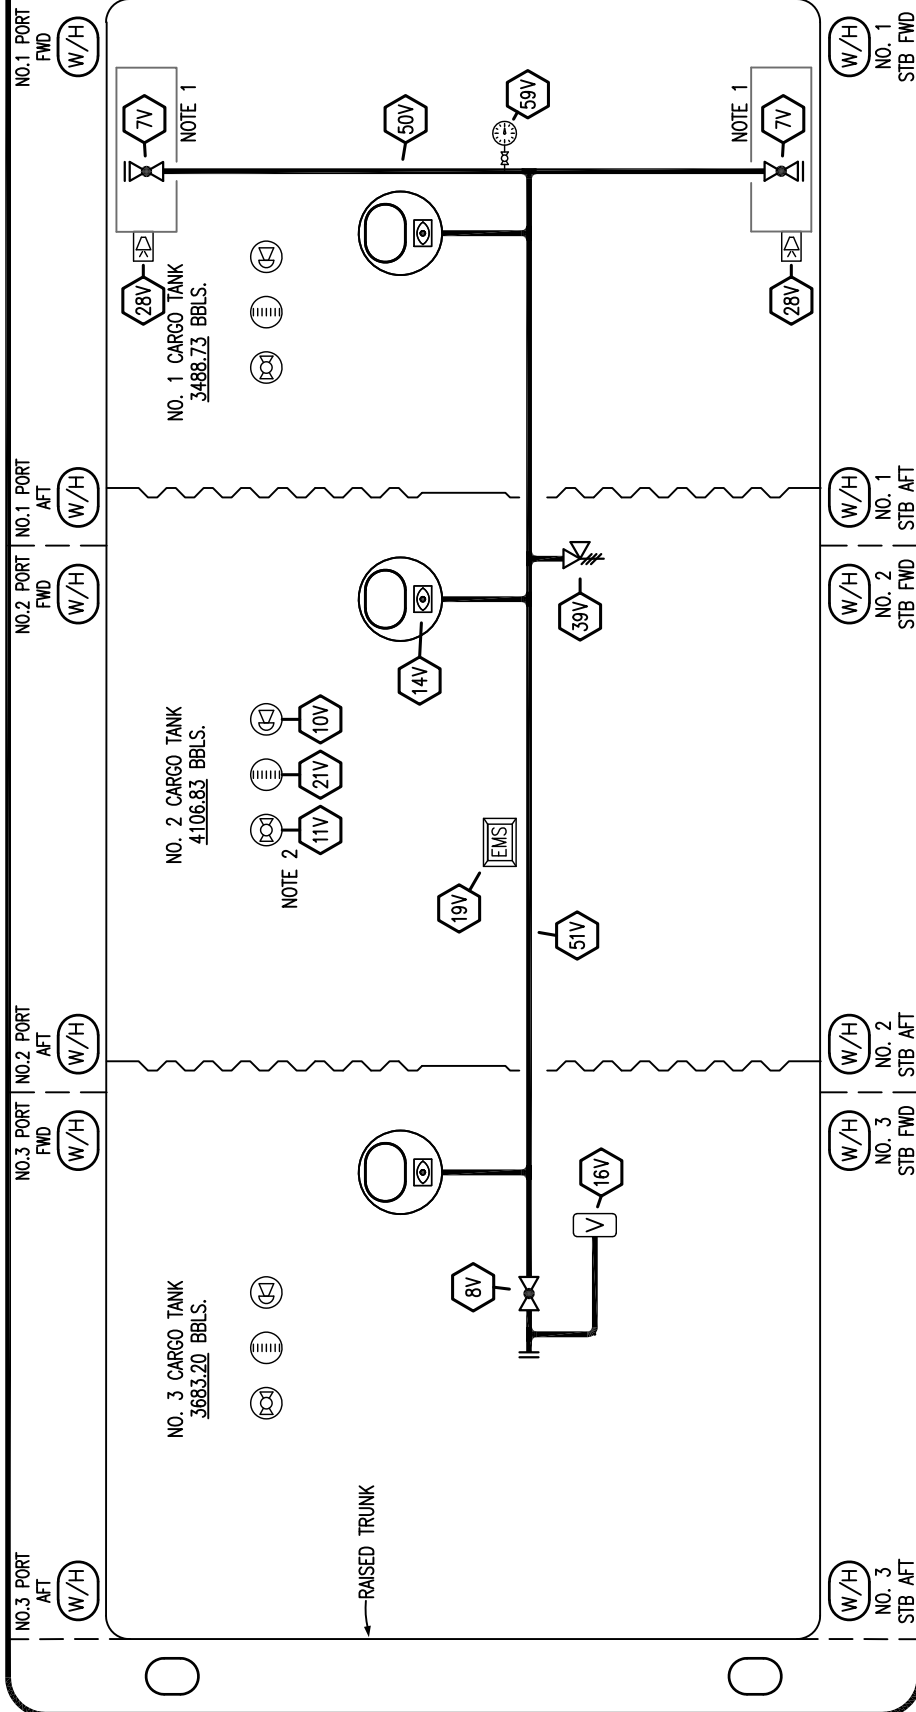 NO.1 PORT
FWD
W/H
NO.1 PORT
AFT
W/H
NO.2 PORT
FWD
W/H
NO.2 PORT
AFT
W/H
NO.3 PORT
FWD
W/H
NO.3 PORT
AFT
W/H
7V
NOTE 1
28V
NO. 1 CARGO TANK
3488.73 BBLS.
50V
59V
NOTE 1
7V
28V
NO. 2 CARGO TANK
4106.83 BBLS.
10V
21V
11V
NOTE 2
14V
39V
EMS
19V
51V
NO. 3 CARGO TANK
3683.20 BBLS.
8V
V
16V
RAISED TRUNK
W/H
NO. 1
STB FWD
W/H
NO. 1
STB AFT
W/H
NO. 2
STB FWD
W/H
NO. 2
STB AFT
W/H
NO. 3
STB FWD
W/H
NO. 3
STB AFT